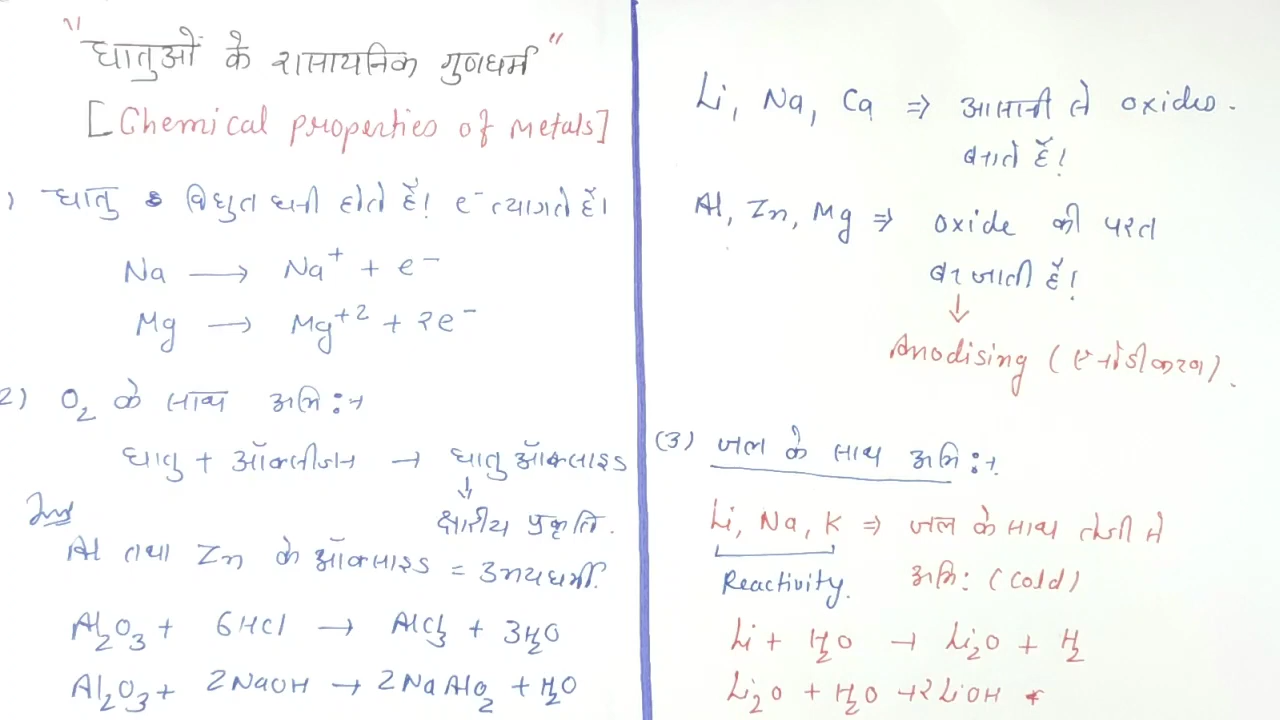 "धातुओं के रासायनिक गुणधर्म"
[Chemical properties of metals]
1) धातु विद्युत धनी होते हैं! e⁻ त्यागते हैं।
Na → Na⁺ + e⁻
Mg → Mg⁺² + 2e⁻
2) O₂ के साथ अभि:→
धातु + ऑक्सीजन → धातु ऑक्साइड
↓
क्षारीय प्रकृति.
Imp
Al तथा Zn के ऑक्साइड = उभयधर्मी.
Al₂O₃ + 6HCl → AlCl₃ + 3H₂O
Al₂O₃ + 2NaOH → 2NaAlO₂ + H₂O
Li, Na, Ca ⇒ आसानी से oxides.
बनाते हैं!
Al, Zn, Mg ⇒ oxide की परत
बन जाती हैं!
↓
Anodising (एनोडीकरण).
(3) जल के साथ अभि:→.
Li, Na, K ⇒ जल के साथ तेजी से
Reactivity. अभि: (Cold)
Li + H₂O → Li₂O + H₂
Li₂O + H₂O → 2LiOH